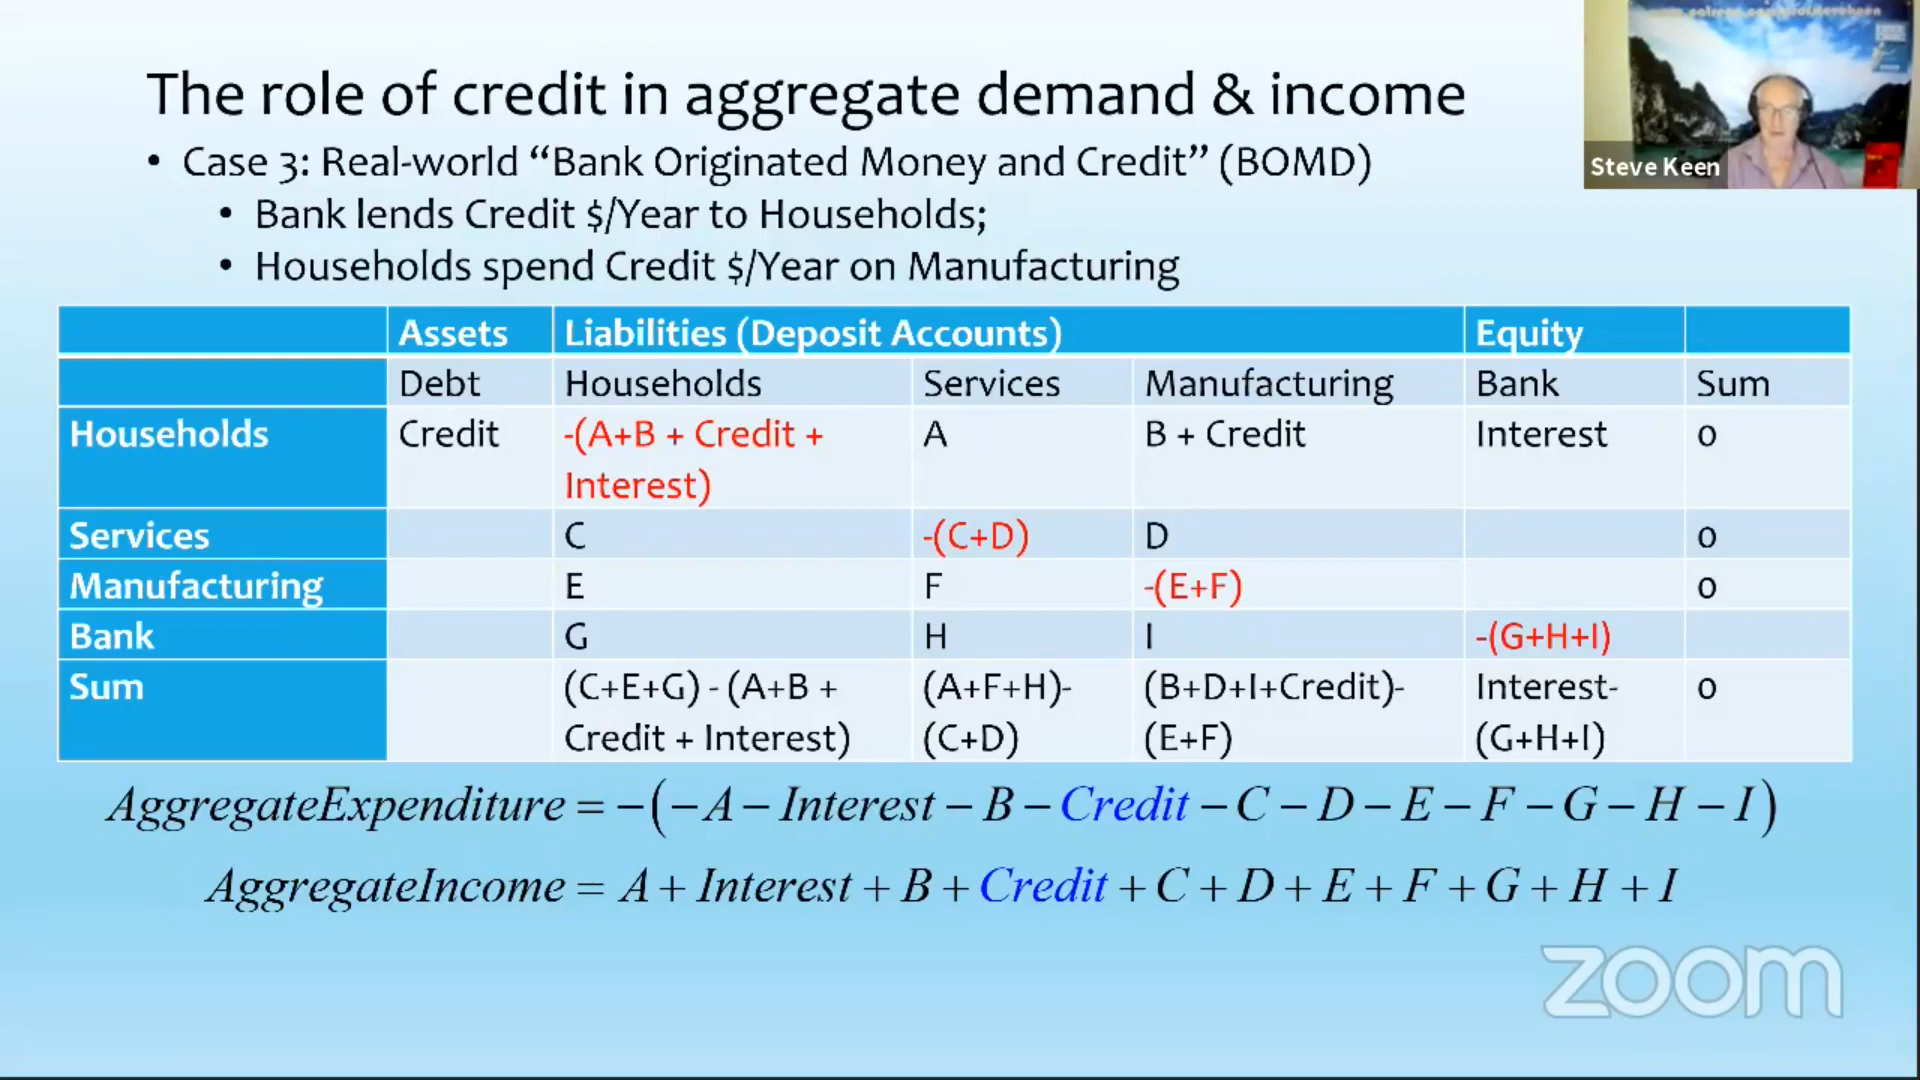 The role of credit in aggregate demand & income
Steve Keen
• Case 3: Real-world “Bank Originated Money and Credit” (BOMD)
• Bank lends Credit $/Year to Households;
• Households spend Credit $/Year on Manufacturing
Assets Liabilities (Deposit Accounts) Equity
Debt Households Services Manufacturing Bank Sum
Households Credit -(A+B + Credit + Interest) A B + Credit Interest 0
Services C -(C+D) D 0
Manufacturing E F -(E+F) 0
Bank G H I -(G+H+I)
Sum (C+E+G) - (A+B + Credit + Interest) (A+F+H)-(C+D) (B+D+I+Credit)-(E+F) Interest-(G+H+I) 0
AggregateExpenditure = −(−A − Interest − B − Credit − C − D − E − F − G − H − I)
AggregateIncome = A + Interest + B + Credit + C + D + E + F + G + H + I
zoom